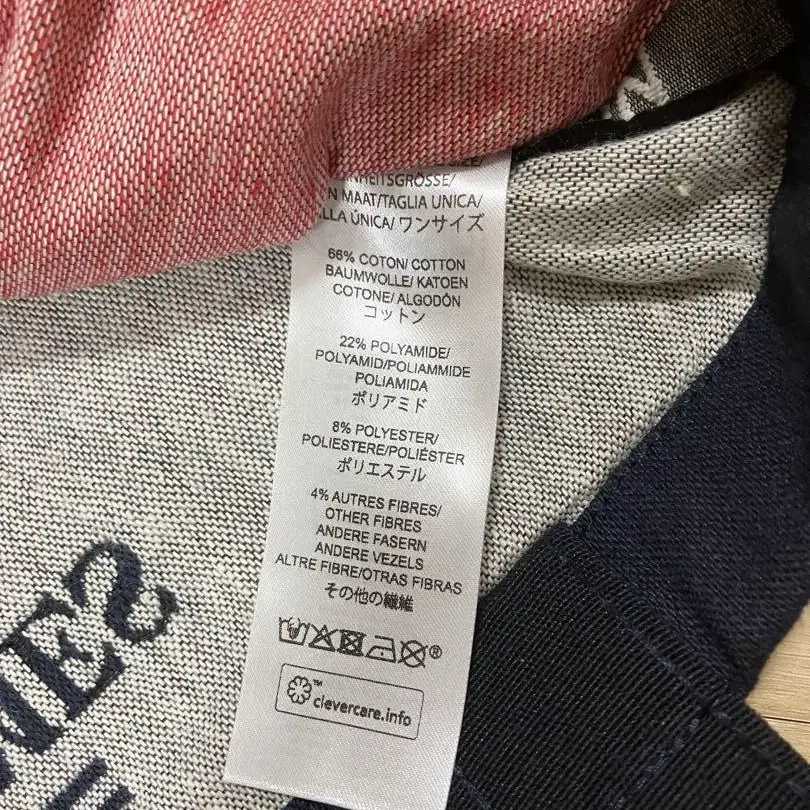 N MAAT/TAGLIA UNICA/
LLA ÚNICA/ ワンサイズ
66% COTON/ COTTON
BAUMWOLLE/ KATOEN
COTONE/ ALGODÓN
コットン
22% POLYAMIDE/
POLYAMID/POLIAMMIDE
POLIAMIDA
ポリアミド
8% POLYESTER/
POLIESTERE/POLIÉSTER
ポリエステル
4% AUTRES FIBRES/
OTHER FIBRES
ANDERE FASERN
ANDERE VEZELS
ALTRE FIBRE/OTRAS FIBRAS
その他の繊維
®
™
clevercare.info